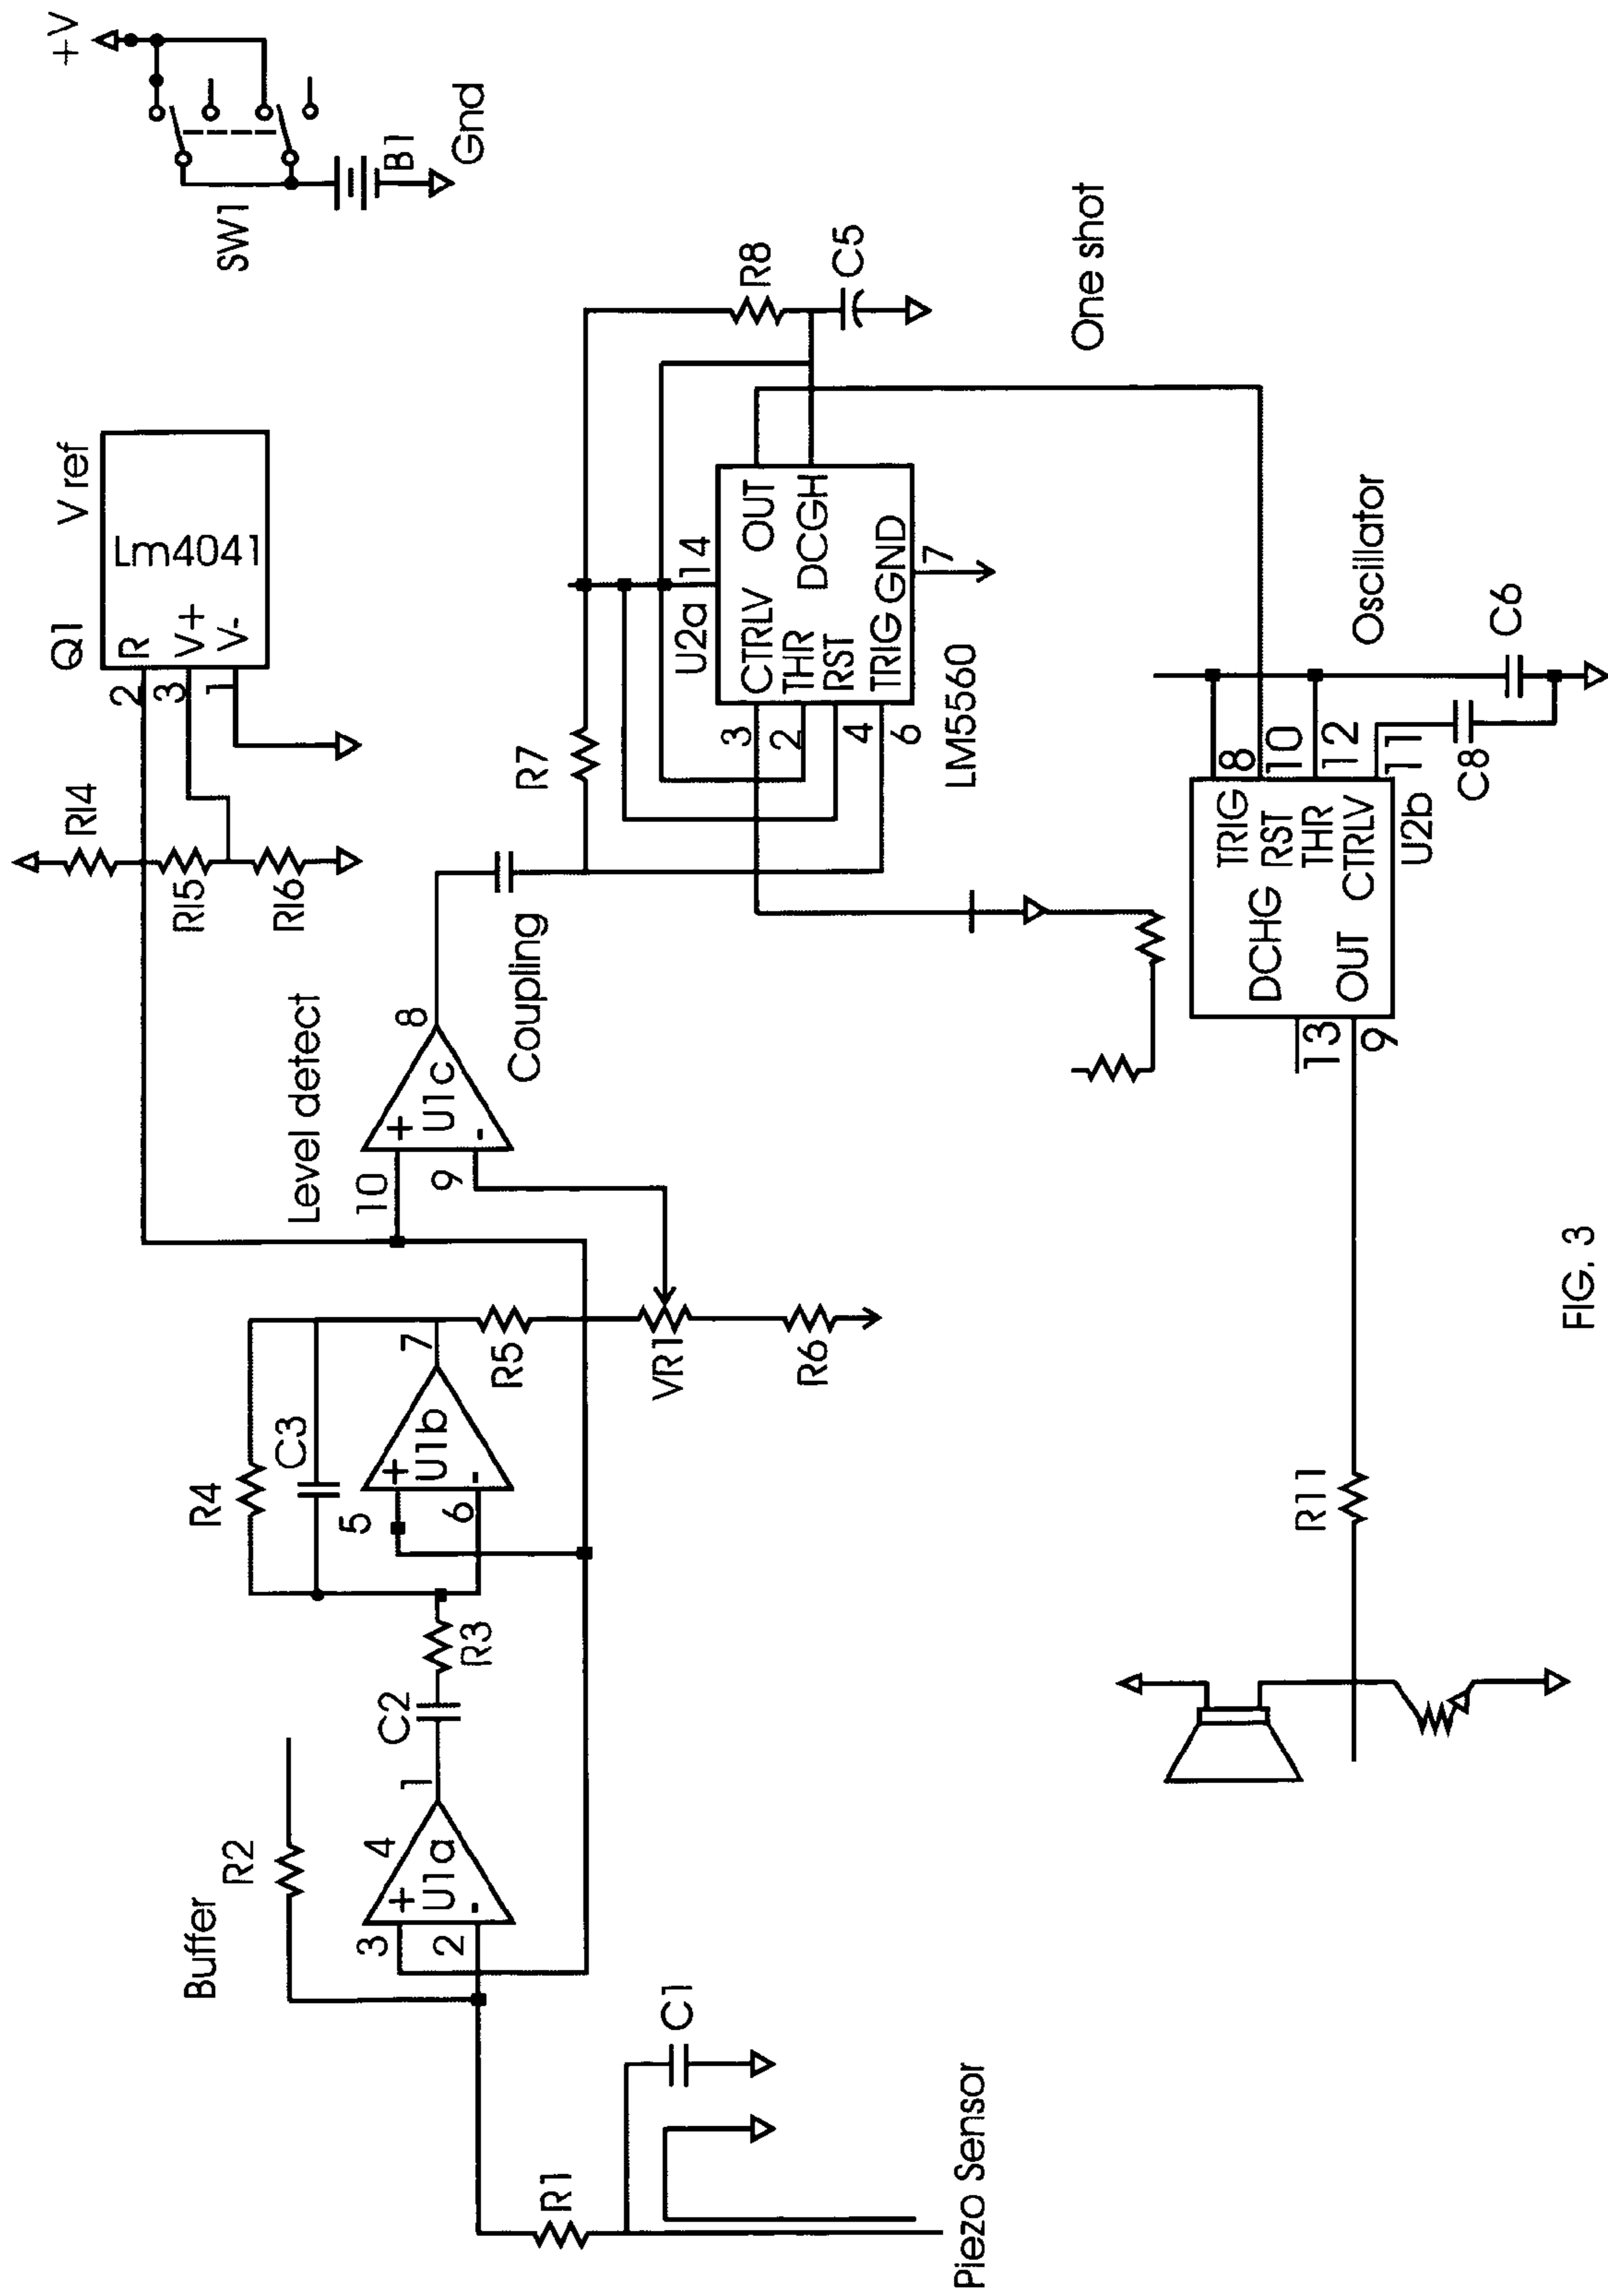 +V
SW1
B1
Gnd
V ref
Q1
Lm4041
R
V+
V-
2
3
1
R14
R15
R16
Level detect
10
9
+
-
U1c
8
Coupling
R7
R8
C5
U2a
14
CTRLV
OUT
THR
DCGH
RST
TRIG
GND
3
2
4
6
7
LM5560
One shot
Oscillator
C6
C8
8
10
12
11
TRIG
RST
THR
CTRLV
DCHG
OUT
U2b
13
9
R4
C3
5
6
+
-
U1b
7
R5
VR1
R6
R3
C2
1
Buffer
R2
4
+
-
U1a
3
2
R1
C1
Piezo Sensor
R11
FIG. 3